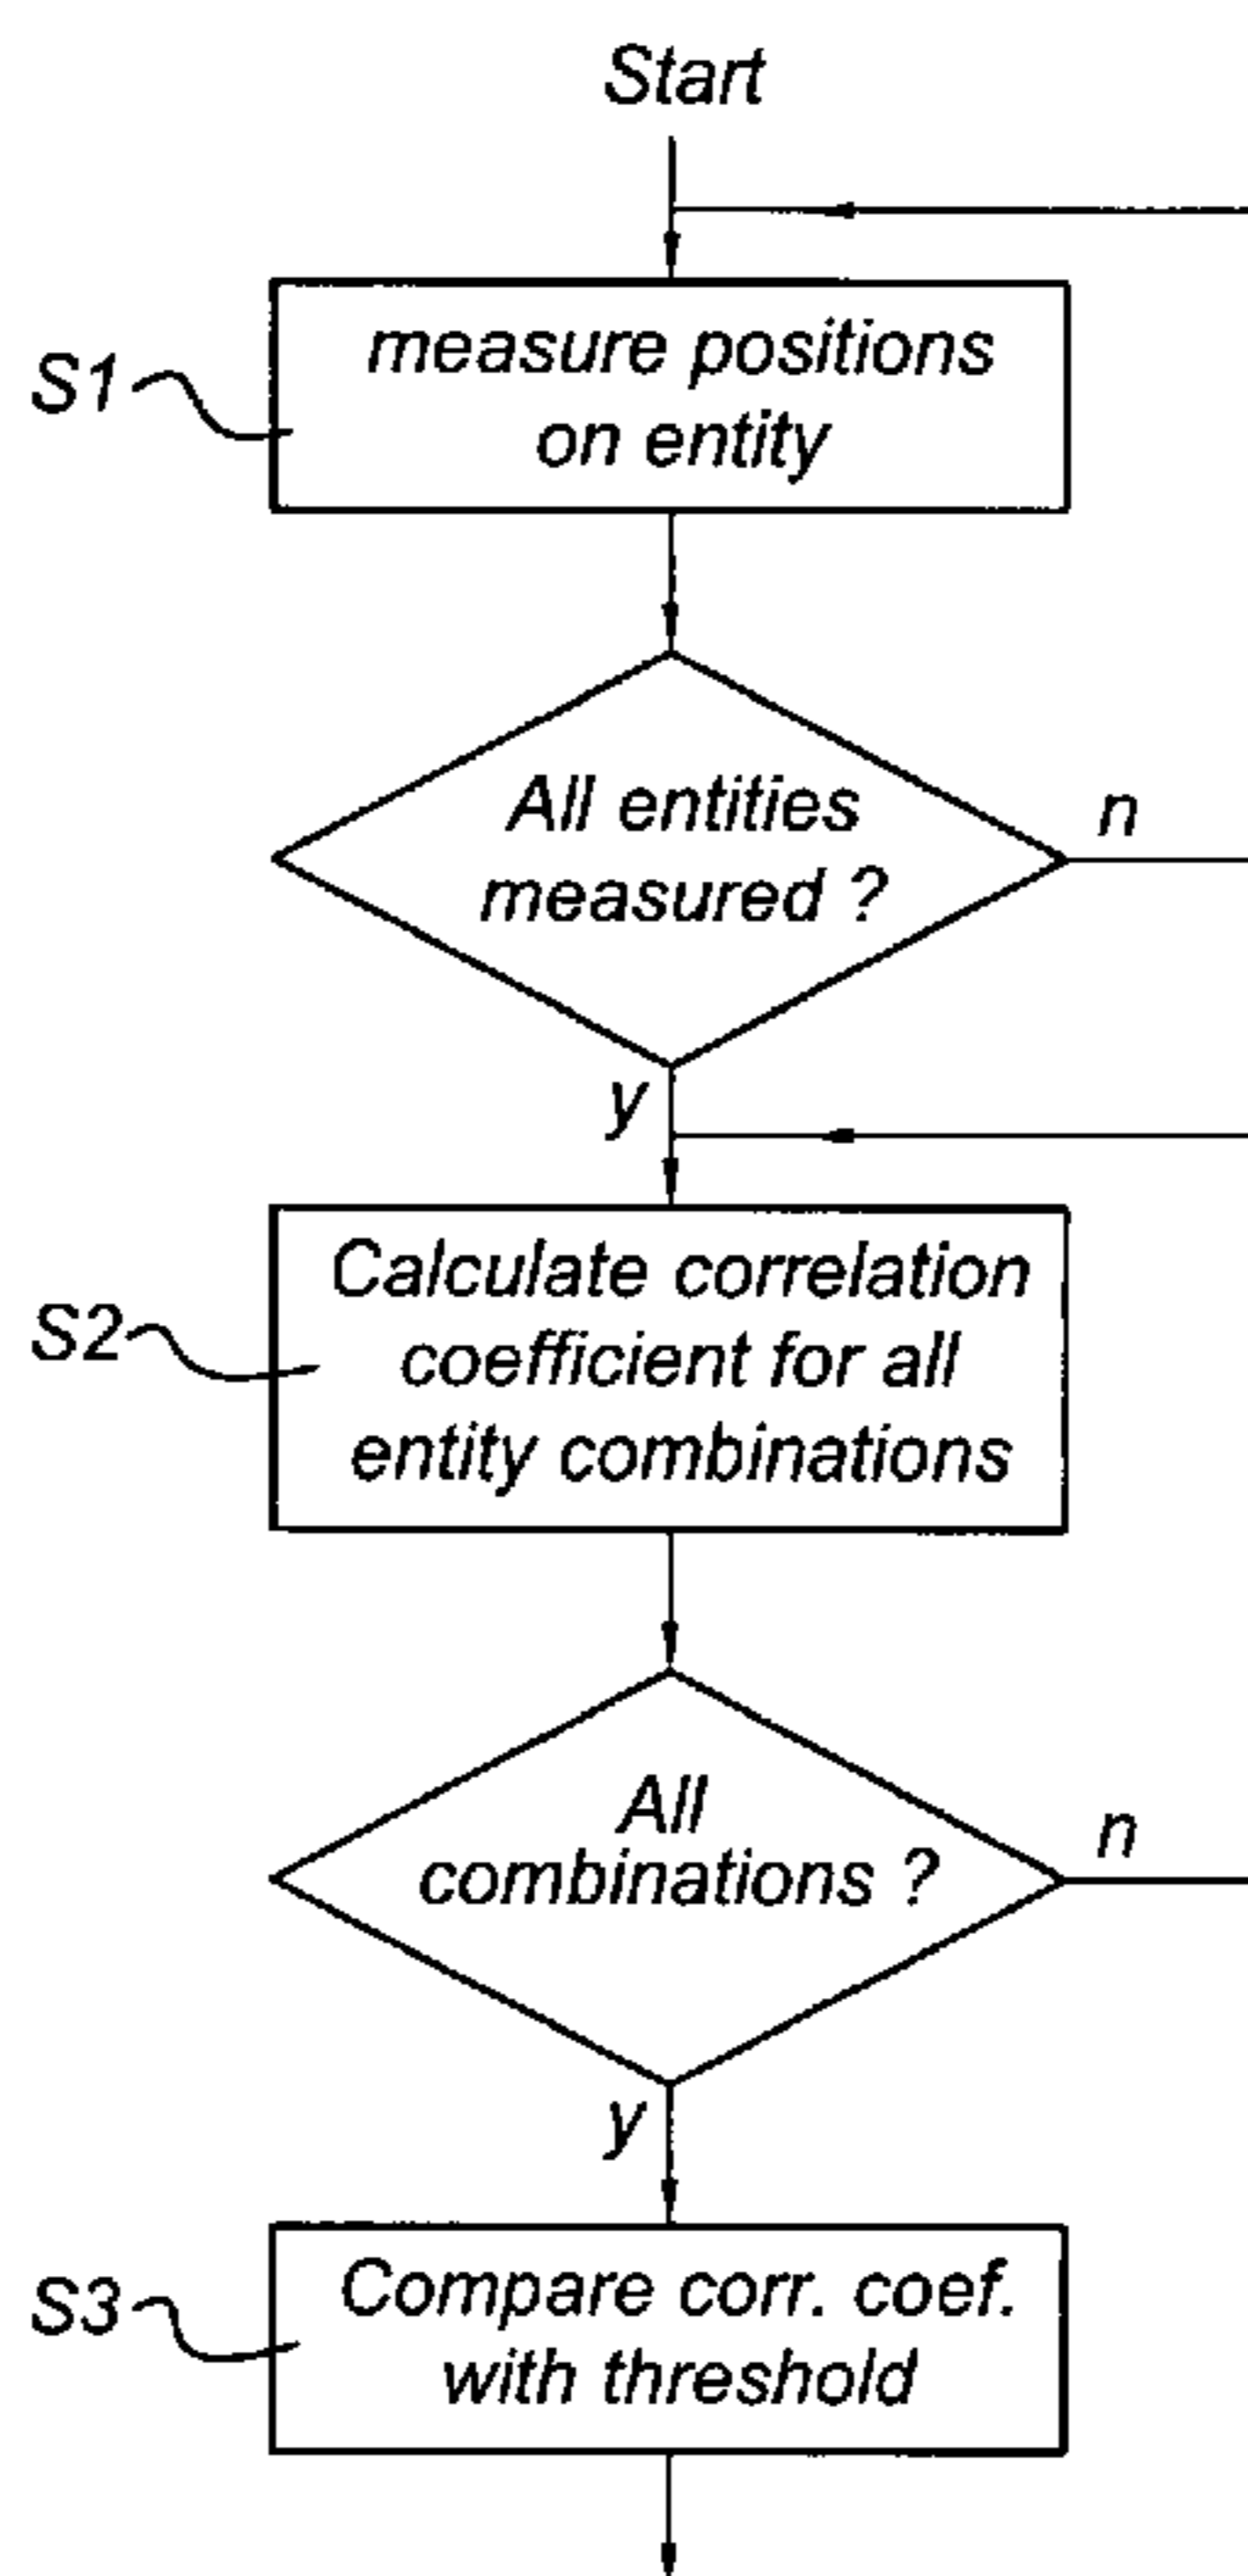 Start
S1
measure positions
on entity
All entities
measured ?
n
y
S2
Calculate correlation
coefficient for all
entity combinations
All
combinations ?
n
y
S3
Compare corr. coef.
with threshold